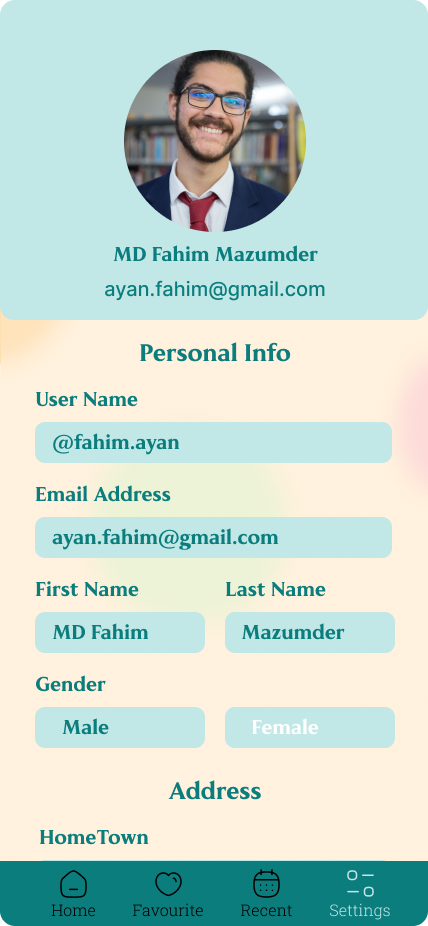 MD Fahim Mazumder
ayan.fahim@gmail.com
Personal Info
User Name
@fahim.ayan
Email Address
ayan.fahim@gmail.com
First Name Last Name
MD Fahim Mazumder
Gender
Male Female
Address
HomeTown
Home Favourite Recent Settings